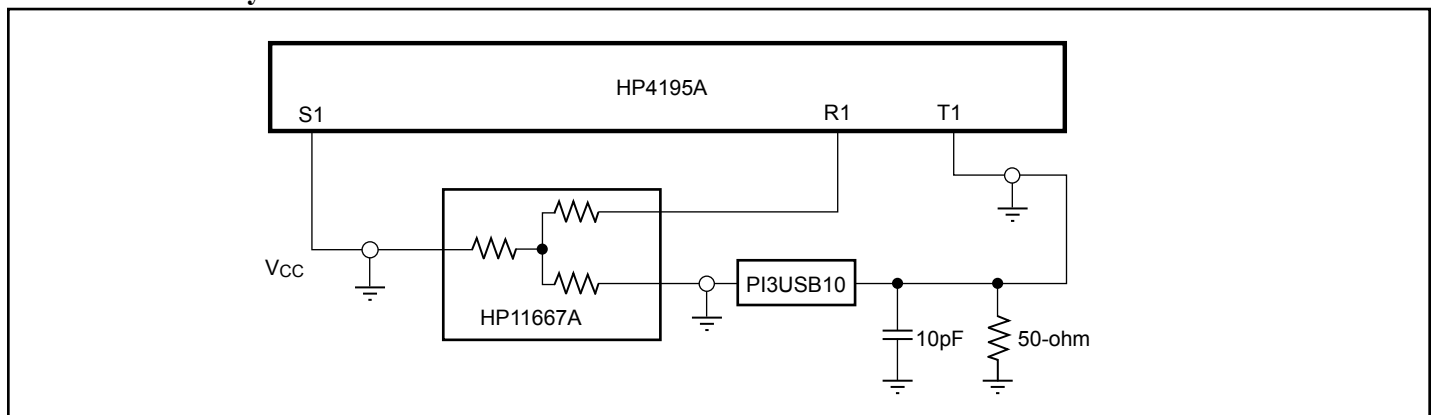 HP4195A
S1
R1
T1
VCC
HP11667A
PI3USB10
10pF
50-ohm